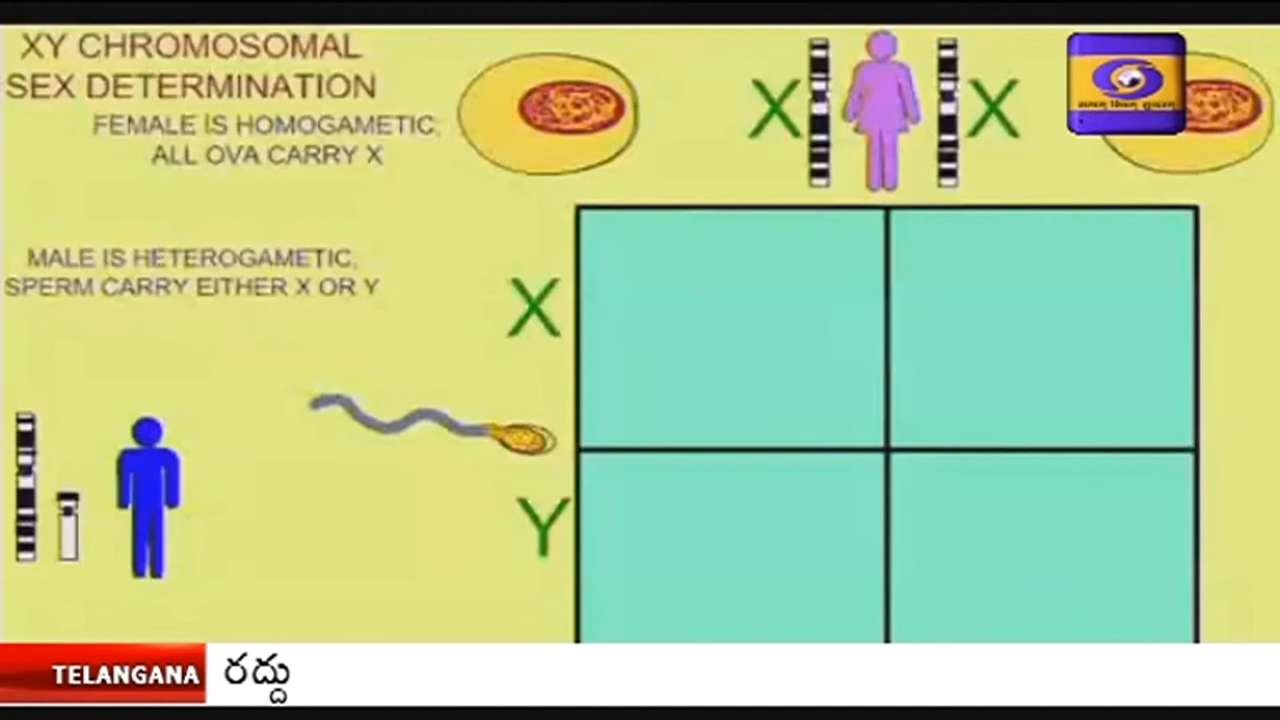 XY CHROMOSOMAL
SEX DETERMINATION
FEMALE IS HOMOGAMETIC,
ALL OVA CARRY X
X X
MALE IS HETEROGAMETIC,
SPERM CARRY EITHER X OR Y
X
Y
TELANGANA రద్దు